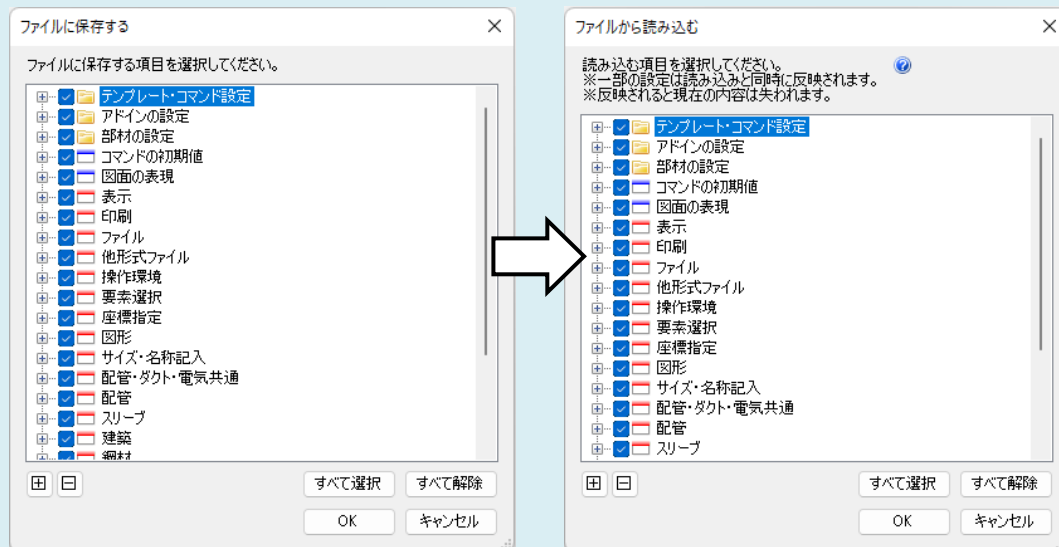 ファイルに保存する
ファイルに保存する項目を選択してください。
テンプレート・コマンド設定
アドインの設定
部材の設定
コマンドの初期値
図面の表現
表示
印刷
ファイル
他形式ファイル
操作環境
要素選択
座標指定
図形
サイズ・名称記入
配管・ダクト・電気共通
配管
スリーブ
建築
鋼材
すべて選択
すべて解除
OK
キャンセル
ファイルから読み込む
読み込む項目を選択してください。
※一部の設定は読み込みと同時に反映されます。
※反映されると現在の内容は失われます。
テンプレート・コマンド設定
アドインの設定
部材の設定
コマンドの初期値
図面の表現
表示
印刷
ファイル
他形式ファイル
操作環境
要素選択
座標指定
図形
サイズ・名称記入
配管・ダクト・電気共通
配管
スリーブ
すべて選択
すべて解除
OK
キャンセル